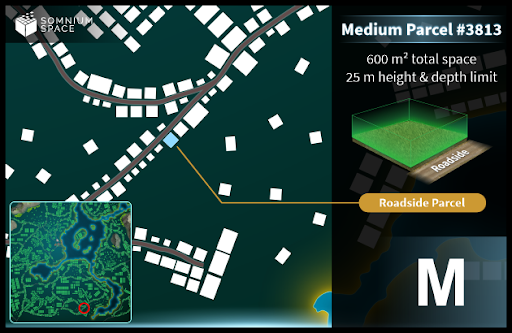 SOMNIUM
SPACE
Medium Parcel #3813
600 m² total space
25 m height & depth limit
Roadside
Roadside Parcel
M